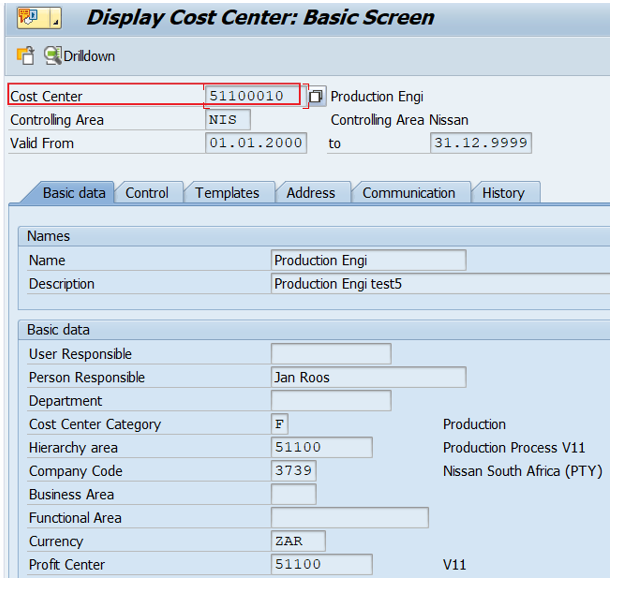 Display Cost Center: Basic Screen
Drilldown
Cost Center 51100010 Production Engi
Controlling Area NIS Controlling Area Nissan
Valid From 01.01.2000 to 31.12.9999
Basic data Control Templates Address Communication History
Names
Name Production Engi
Description Production Engi test5
Basic data
User Responsible
Person Responsible Jan Roos
Department
Cost Center Category F Production
Hierarchy area 51100 Production Process V11
Company Code 3739 Nissan South Africa (PTY)
Business Area
Functional Area
Currency ZAR
Profit Center 51100 V11